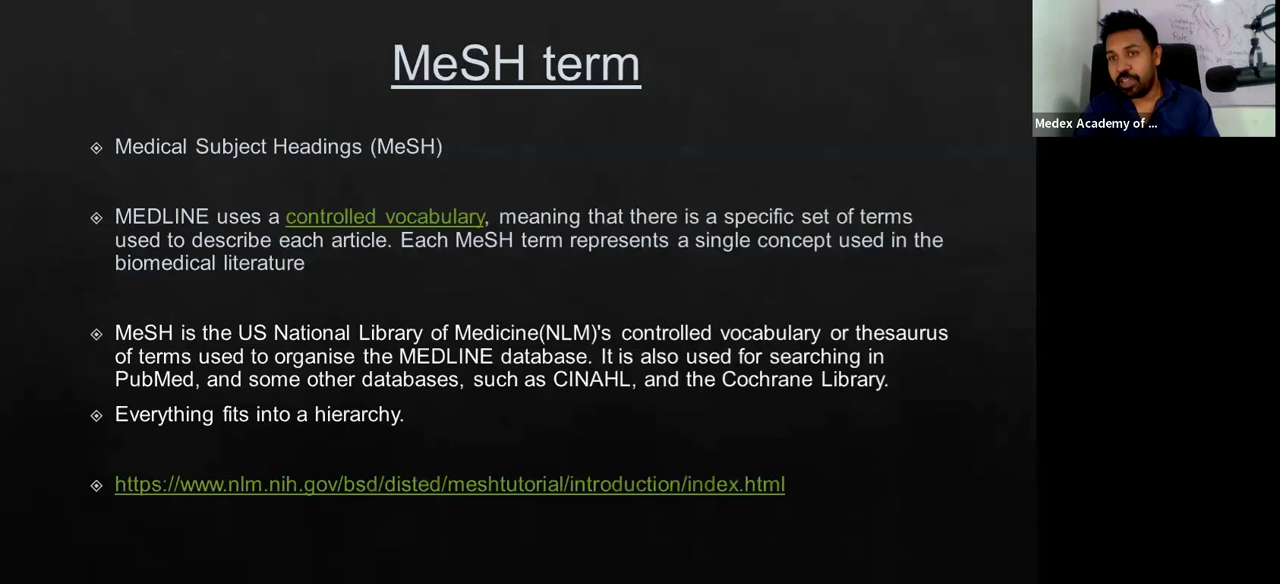 MeSH term
Medical Subject Headings (MeSH)
MEDLINE uses a controlled vocabulary, meaning that there is a specific set of terms
used to describe each article. Each MeSH term represents a single concept used in the
biomedical literature
MeSH is the US National Library of Medicine(NLM)'s controlled vocabulary or thesaurus
of terms used to organise the MEDLINE database. It is also used for searching in
PubMed, and some other databases, such as CINAHL, and the Cochrane Library.
Everything fits into a hierarchy.
https://www.nlm.nih.gov/bsd/disted/meshtutorial/introduction/index.html
Medex Academy of ...